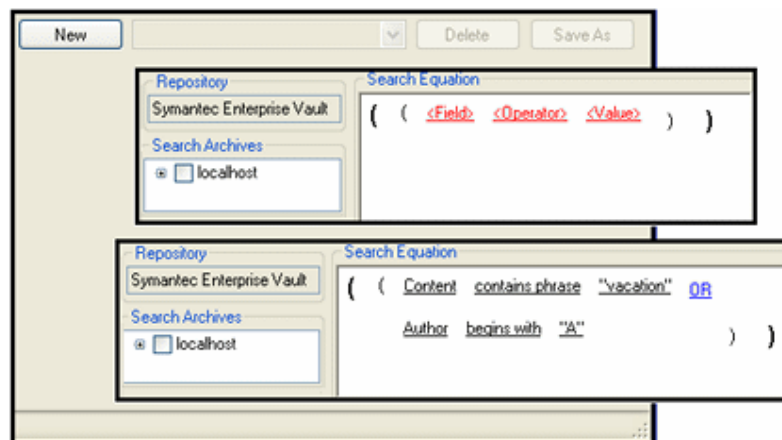 New Delete Save As
Repository Search Equation
Symantec Enterprise Vault ( ( <Field> <Operator> <Value> ) )
Search Archives
localhost
Repository Search Equation
Symantec Enterprise Vault ( ( Content contains phrase "vacation" OR
Search Archives
Author begins with "A" ) )
localhost